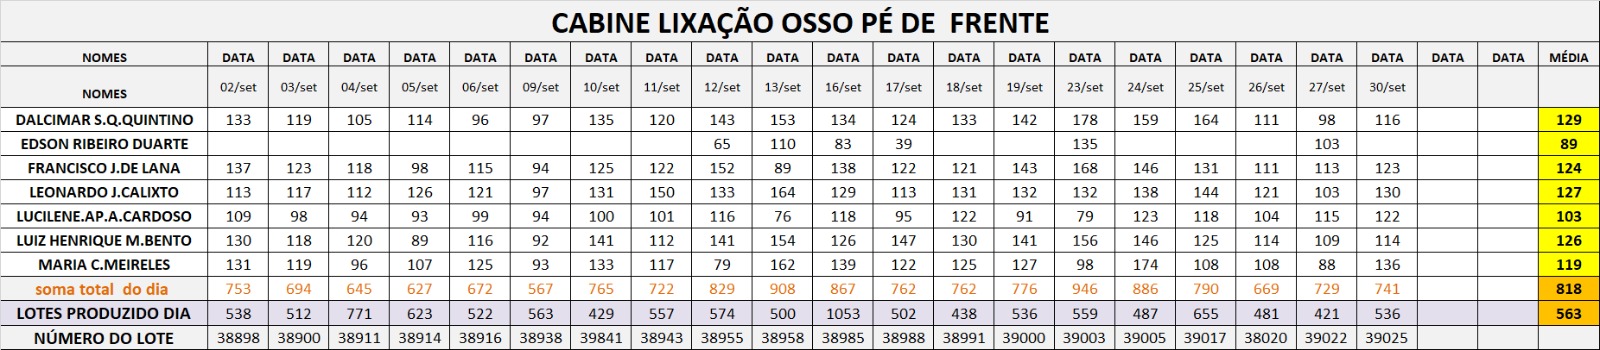 CABINE LIXAÇÃO OSSO PÉ DE FRENTE
NOMES DATA DATA DATA DATA DATA DATA DATA DATA DATA DATA DATA DATA DATA DATA DATA DATA DATA DATA DATA DATA DATA DATA MÉDIA
NOMES 02/set 03/set 04/set 05/set 06/set 09/set 10/set 11/set 12/set 13/set 16/set 17/set 18/set 19/set 23/set 24/set 25/set 26/set 27/set 30/set
DALCIMAR S.Q.QUINTINO 133 119 105 114 96 97 135 120 143 153 134 124 133 142 178 159 164 111 98 116 129
EDSON RIBEIRO DUARTE 65 110 83 39 135 103 89
FRANCISCO J.DE LANA 137 123 118 98 115 94 125 122 152 89 138 122 121 143 168 146 131 111 113 123 124
LEONARDO J.CALIXTO 113 117 112 126 121 97 131 150 133 164 129 113 131 132 132 138 144 121 103 130 127
LUCILENE.AP.A.CARDOSO 109 98 94 93 99 94 100 101 116 76 118 95 122 91 79 123 118 104 115 122 103
LUIZ HENRIQUE M.BENTO 130 118 120 89 116 92 141 112 141 154 126 147 130 141 156 146 125 114 109 114 126
MARIA C.MEIRELES 131 119 96 107 125 93 133 117 79 162 139 122 125 127 98 174 108 108 88 136 119
soma total do dia 753 694 645 627 672 567 765 722 829 908 867 762 762 776 946 886 790 669 729 741 818
LOTES PRODUZIDO DIA 538 512 771 623 522 563 429 557 574 500 1053 502 438 536 559 487 655 481 421 536 563
NÚMERO DO LOTE 38898 38900 38911 38914 38916 38938 39841 38943 38955 38958 38985 38988 38991 39000 39003 39005 39017 38020 39022 39025